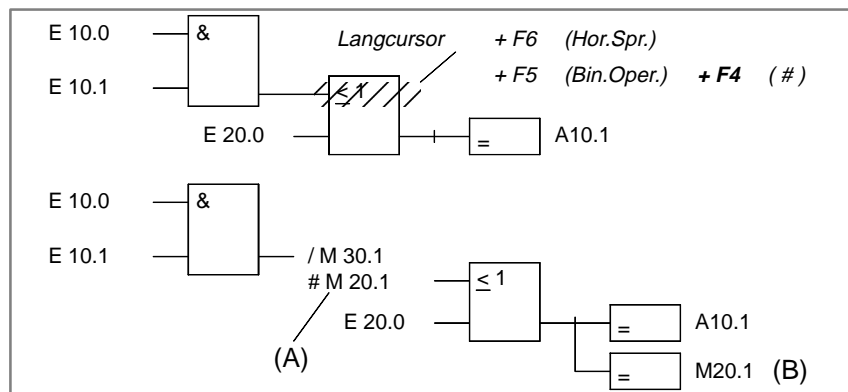 E 10.0
&
Langcursor + F6 (Hor.Spr.)
E 10.1
+ F5 (Bin.Oper.) + F4 ( # )
≤ 1
E 20.0
=
A10.1
E 10.0
&
E 10.1
/ M 30.1
# M 20.1
≤ 1
E 20.0
=
A10.1
(A)
=
M20.1 (B)